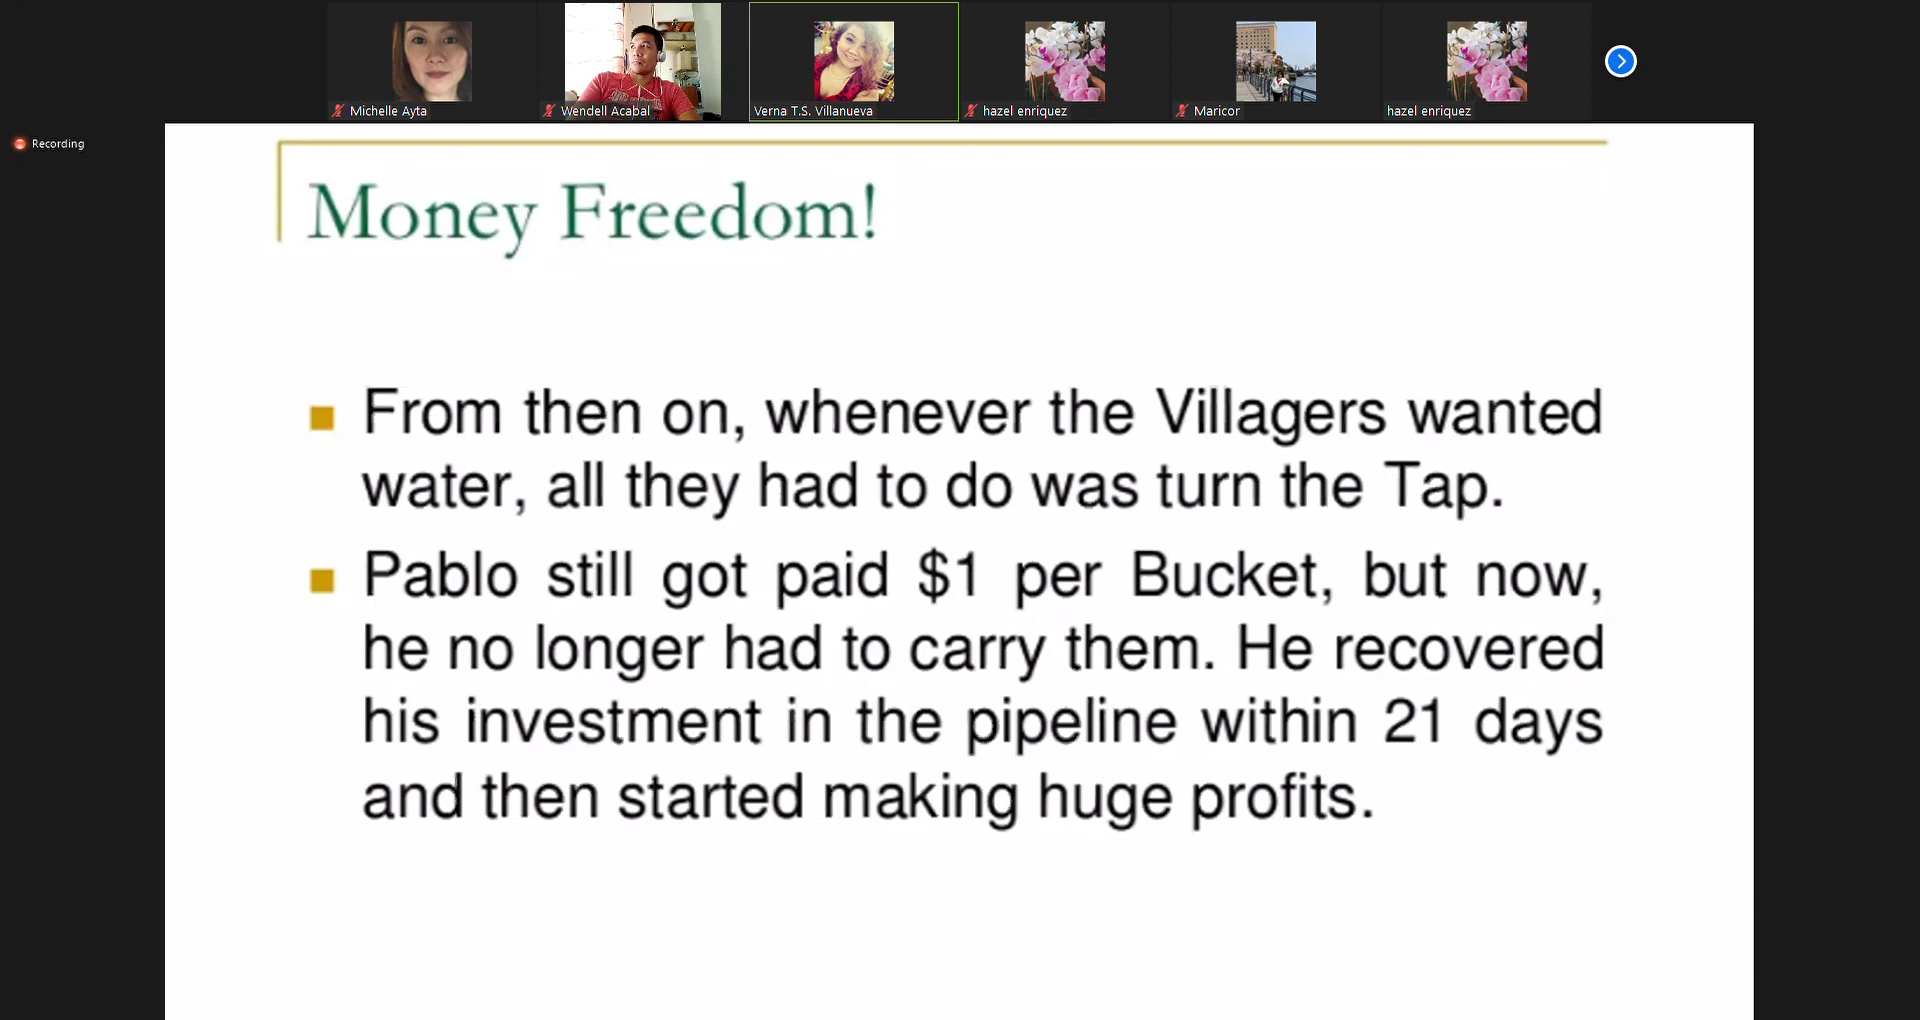 Michelle Ayta
Wendell Acabal
Verna T.S. Villanueva
hazel enriquez
Maricor
hazel enriquez
Recording
Money Freedom!
From then on, whenever the Villagers wanted
water, all they had to do was turn the Tap.
Pablo still got paid $1 per Bucket, but now,
he no longer had to carry them. He recovered
his investment in the pipeline within 21 days
and then started making huge profits.